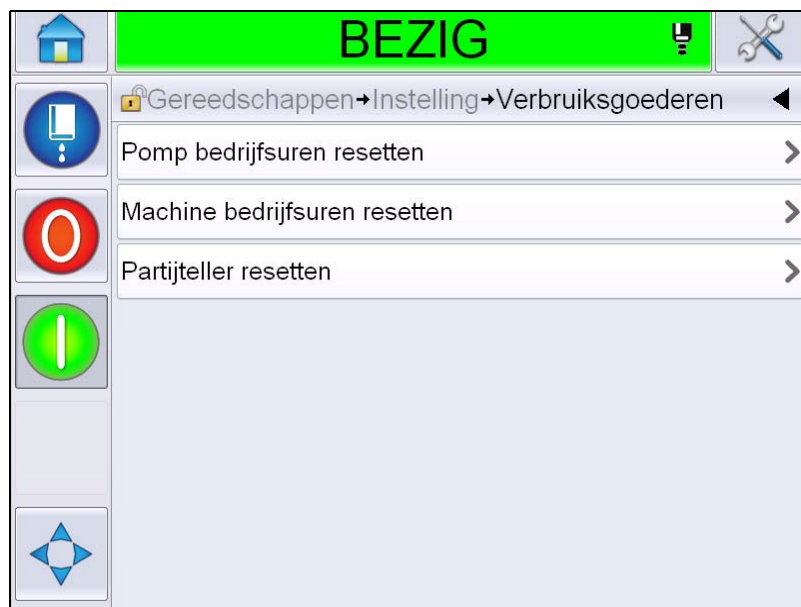 BEZIG
Gereedschappen→Instelling→Verbruiksgoederen
Pomp bedrijfsuren resetten
Machine bedrijfsuren resetten
Partijteller resetten